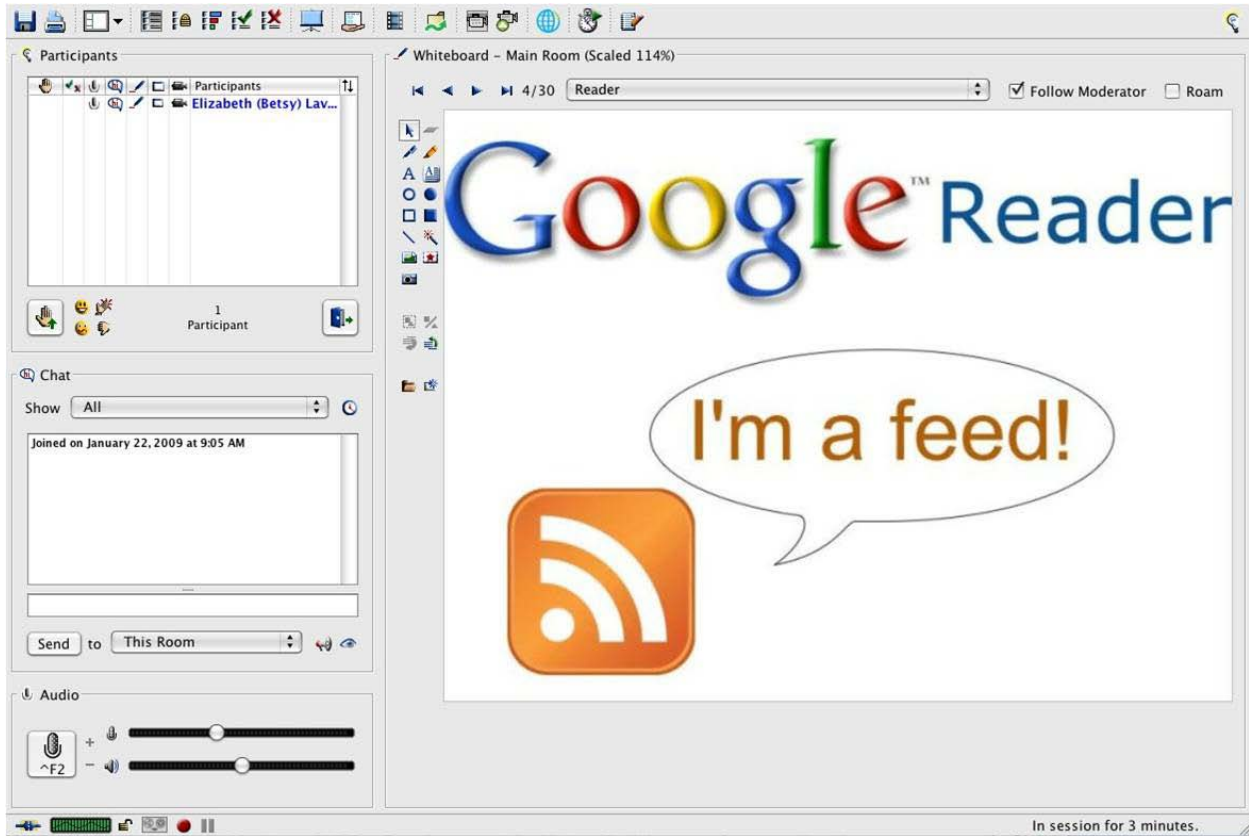 Participants
Participants
Elizabeth (Betsy) Lav...
1
Participant
Chat
Show All
Joined on January 22, 2009 at 9:05 AM
Send to This Room
Audio
+
^F2 -
Whiteboard – Main Room (Scaled 114%)
4/30 Reader Follow Moderator Roam
A A
Google™ Reader
I'm a feed!
In session for 3 minutes.